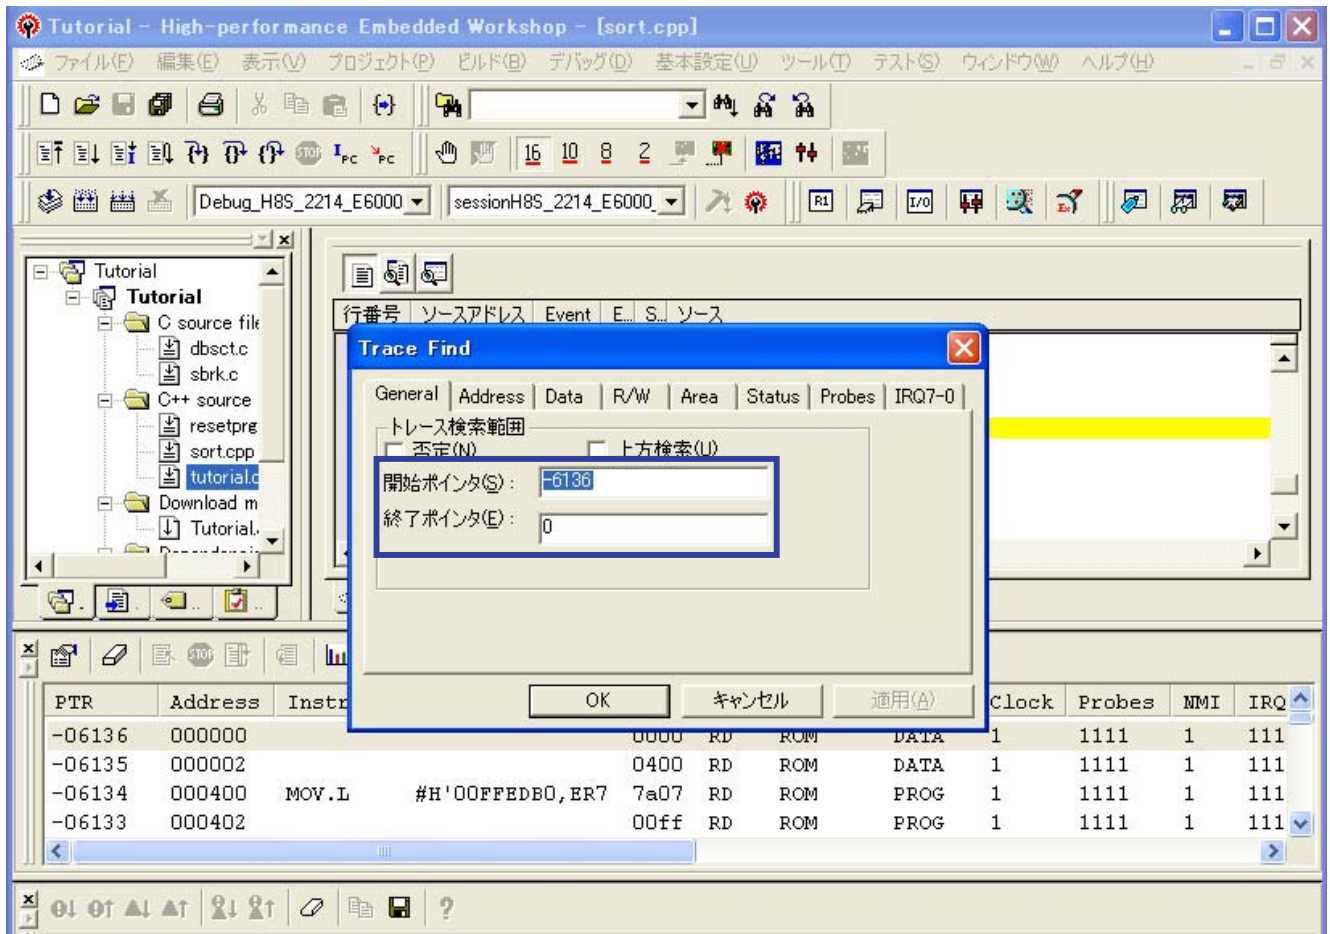 Tutorial - High-performance Embedded Workshop - [sort.cpp]
ファイル(F) 編集(E) 表示(V) プロジェクト(P) ビルド(B) デバッグ(D) 基本設定(U) ツール(T) テスト(S) ウィンドウ(W) ヘルプ(H)
STOP PC PC 16 10 8 2
Debug_H8S_2214_E6000 sessionH8S_2214_E6000_ R1 I/O
Tutorial
Tutorial
C source file
dbsct.c
sbrk.c
C++ source
resetprg
sort.cpp
tutorial.c
Download m
Tutorial.
行番号 ソースアドレス Event E... S... ソース
Trace Find
General Address Data R/W Area Status Probes IRQ7-0
トレース検索範囲
否定(N) 上方検索(U)
開始ポインタ(S): -6136
終了ポインタ(E): 0
OK キャンセル 適用(A)
STOP
PTR Address Instr Clock Probes NMI IRQ
-06136 000000 0000 RD ROM DATA 1 1111 1 111
-06135 000002 0400 RD ROM DATA 1 1111 1 111
-06134 000400 MOV.L #H'00FFEDB0,ER7 7a07 RD ROM PROG 1 1111 1 111
-06133 000402 00ff RD ROM PROG 1 1111 1 111